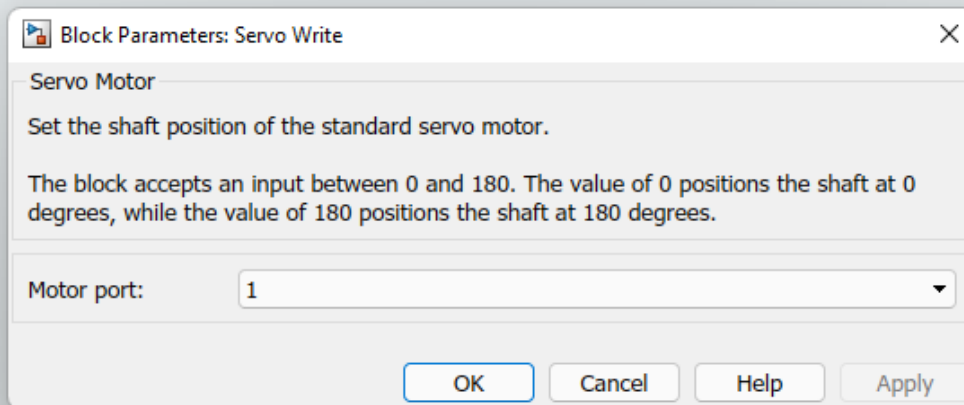 Block Parameters: Servo Write
Servo Motor
Set the shaft position of the standard servo motor.
The block accepts an input between 0 and 180. The value of 0 positions the shaft at 0
degrees, while the value of 180 positions the shaft at 180 degrees.
Motor port: 1
OK Cancel Help Apply